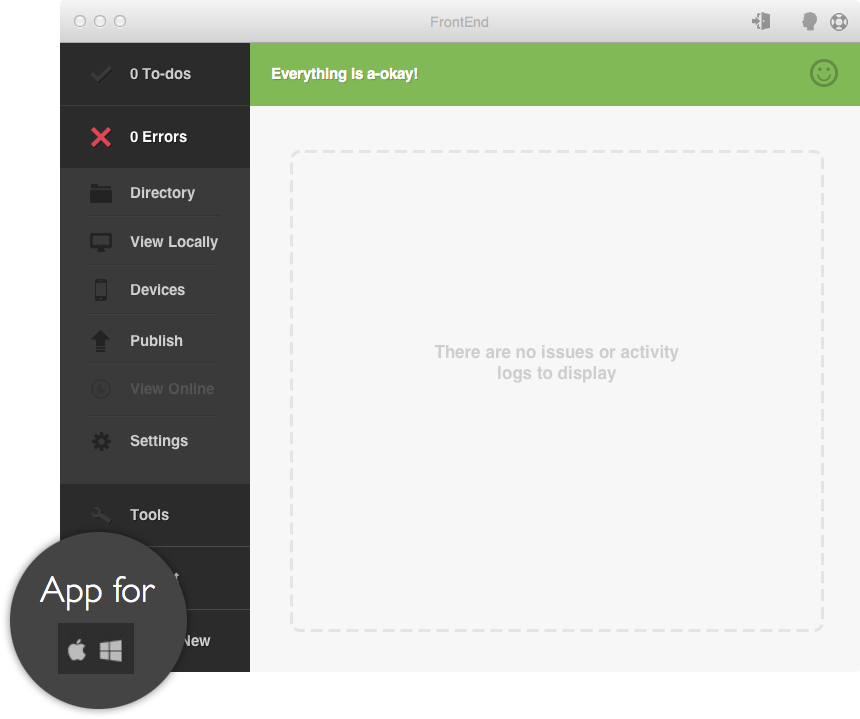 FrontEnd
0 To-dos
Everything is a-okay!
0 Errors
Directory
View Locally
Devices
Publish
View Online
Settings
There are no issues or activity
logs to display
Tools
App for
New